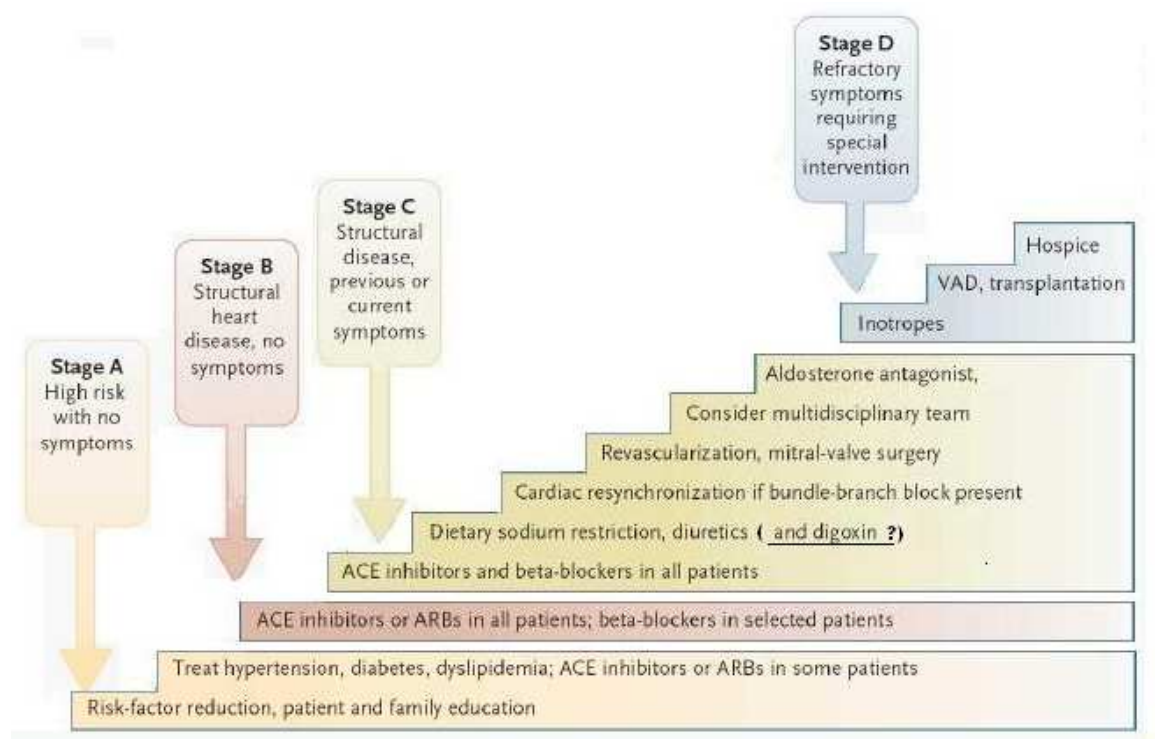 Stage D
Refractory
symptoms
requiring
special
intervention
Stage C
Structural
disease,
previous or
current
symptoms
Stage B
Structural
heart
disease, no
symptoms
Stage A
High risk
with no
symptoms
Hospice
VAD, transplantation
Inotropes
Aldosterone antagonist,
Consider multidisciplinary team
Revascularization, mitral-valve surgery
Cardiac resynchronization if bundle-branch block present
Dietary sodium restriction, diuretics ( and digoxin ?)
ACE inhibitors and beta-blockers in all patients
ACE inhibitors or ARBs in all patients; beta-blockers in selected patients
Treat hypertension, diabetes, dyslipidemia; ACE inhibitors or ARBs in some patients
Risk-factor reduction, patient and family education